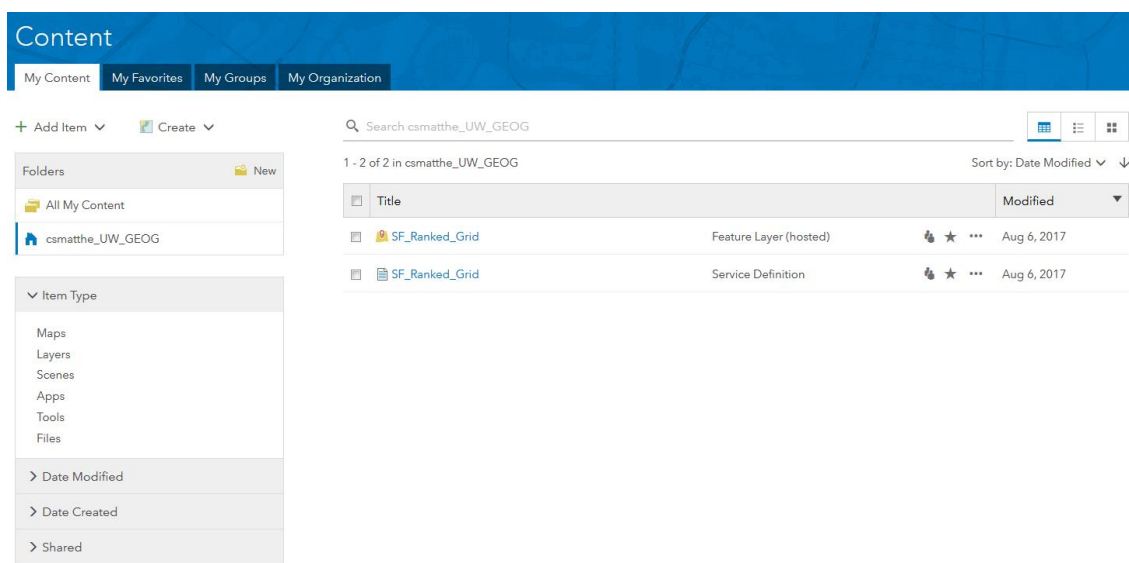 Content
My Content My Favorites My Groups My Organization
+ Add Item Create
Search csmatthe_UW_GEOG
1 - 2 of 2 in csmatthe_UW_GEOG Sort by: Date Modified
Folders New
All My Content
csmatthe_UW_GEOG
Title Modified
SF_Ranked_Grid Feature Layer (hosted) Aug 6, 2017
SF_Ranked_Grid Service Definition Aug 6, 2017
Item Type
Maps
Layers
Scenes
Apps
Tools
Files
Date Modified
Date Created
Shared